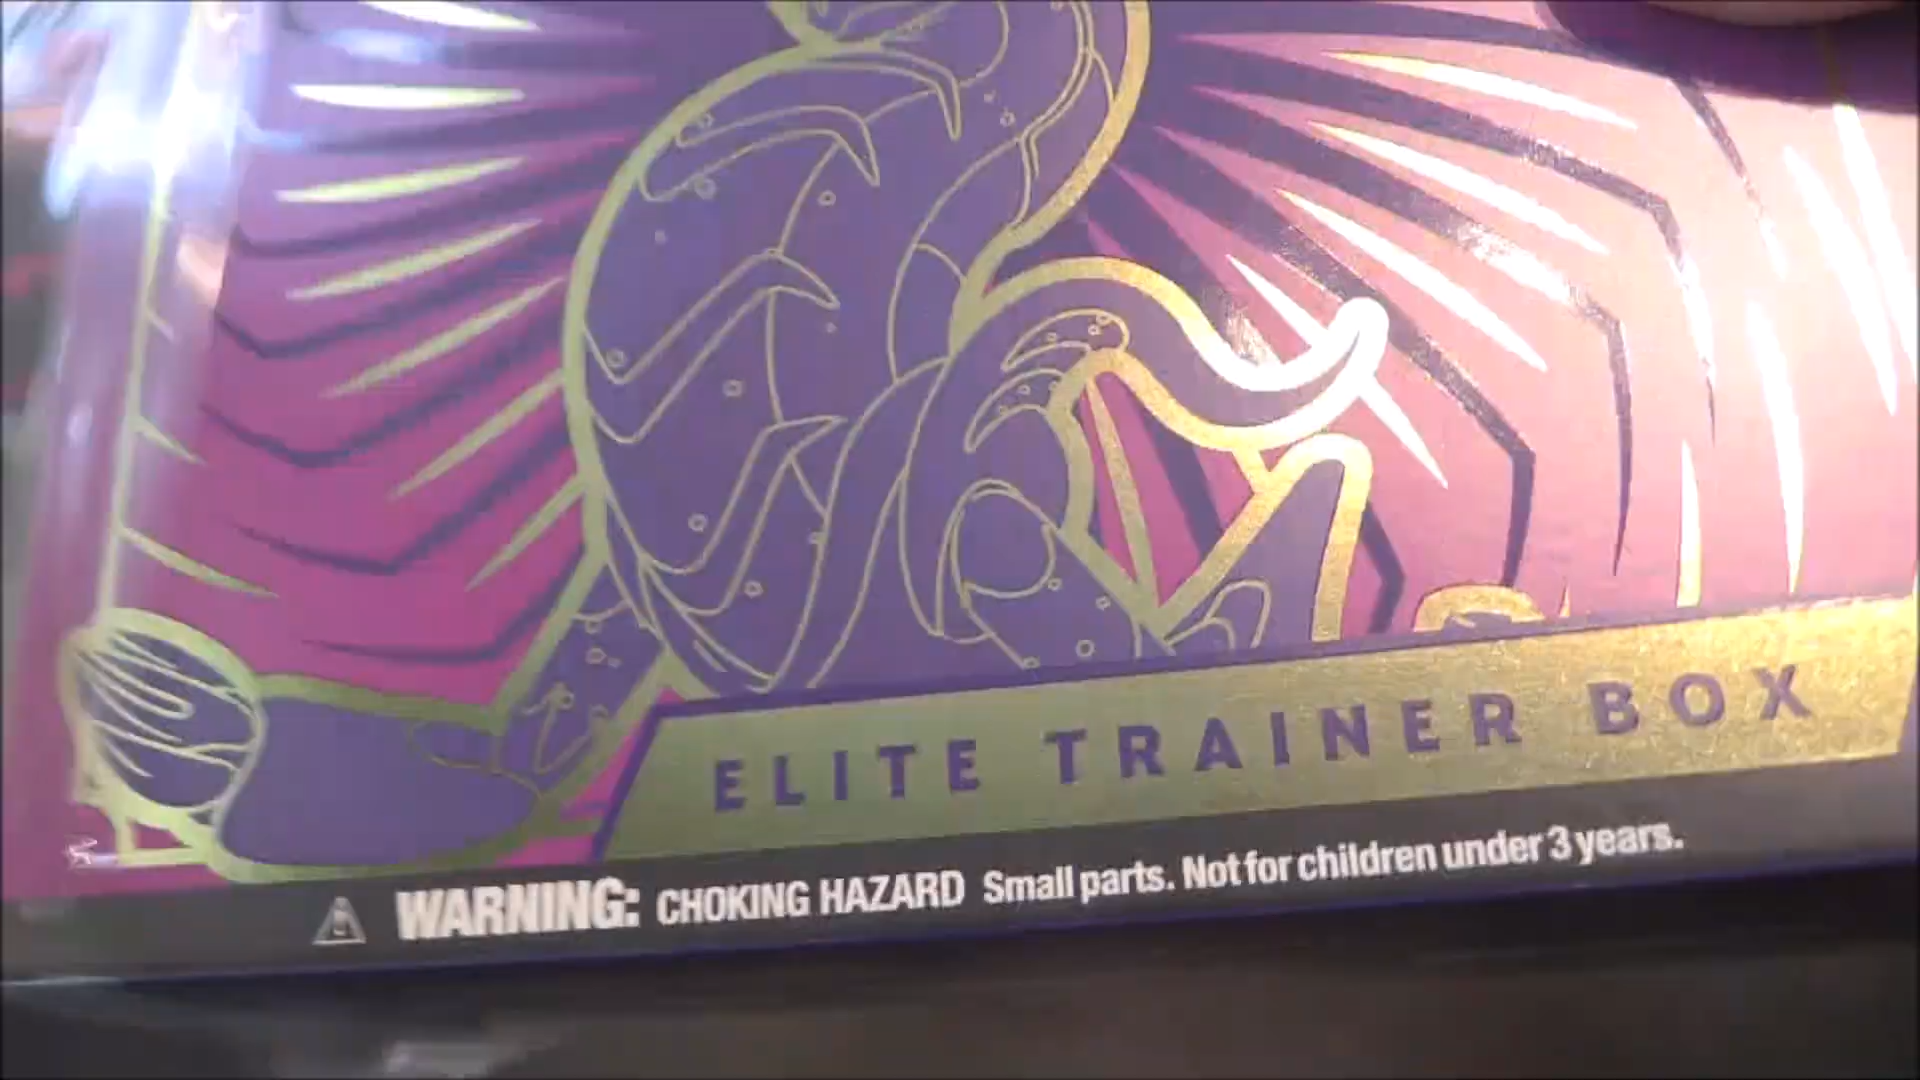 ELITE TRAINER BOX
WARNING: CHOKING HAZARD Small parts. Not for children under 3 years.